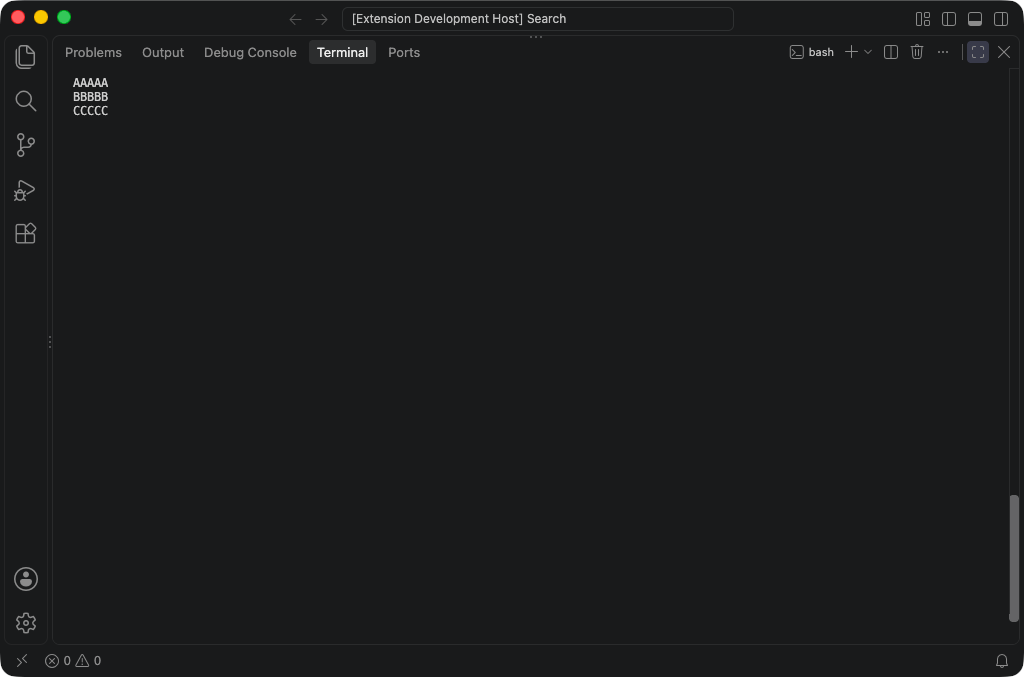 [Extension Development Host] Search
Problems Output Debug Console Terminal Ports bash
AAAAA
BBBBB
CCCCC
0 0